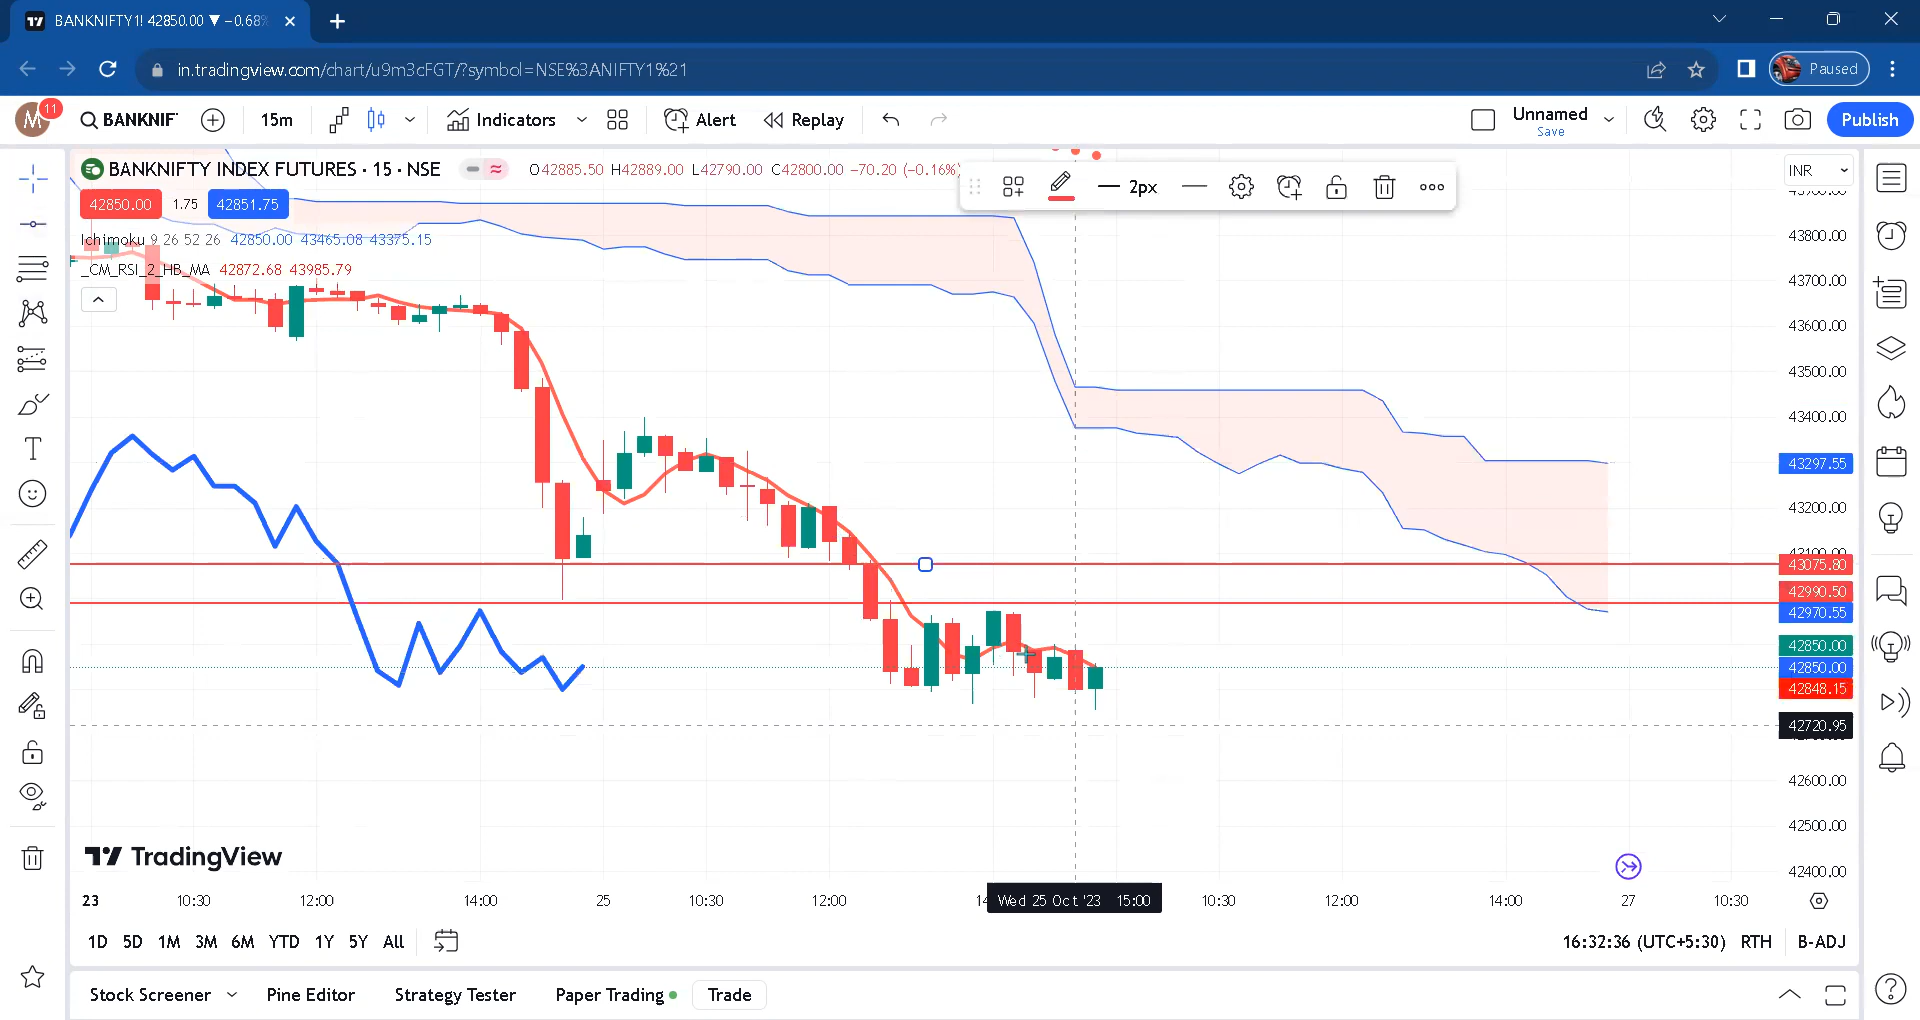 BANKNIFTY1! 42850.00 ▼ −0.68%
in.tradingview.com/chart/u9m3cFGT/?symbol=NSE%3ANIFTY1%21
Paused
M
11
BANKNIF
15m
Indicators
Alert
Replay
Unnamed
Save
Publish
BANKNIFTY INDEX FUTURES · 15 · NSE
O42885.50 H42889.00 L42790.00 C42800.00 −70.20 (−0.16%)
2px
INR
42850.00
1.75
42851.75
Ichimoku 9 26 52 26 42850.00 43465.08 43375.15
_CM_RSI_2_HB_MA 42872.68 43985.79
43800.00
43700.00
43600.00
43500.00
43400.00
43297.55
43200.00
43100.00
43075.80
42990.50
42970.55
42850.00
42850.00
42848.15
42720.95
42600.00
42500.00
42400.00
TradingView
23
10:30
12:00
14:00
25
10:30
12:00
14
Wed 25 Oct '23 15:00
10:30
12:00
14:00
27
10:30
1D 5D 1M 3M 6M YTD 1Y 5Y All
16:32:36 (UTC+5:30) RTH B-ADJ
Stock Screener
Pine Editor
Strategy Tester
Paper Trading
Trade